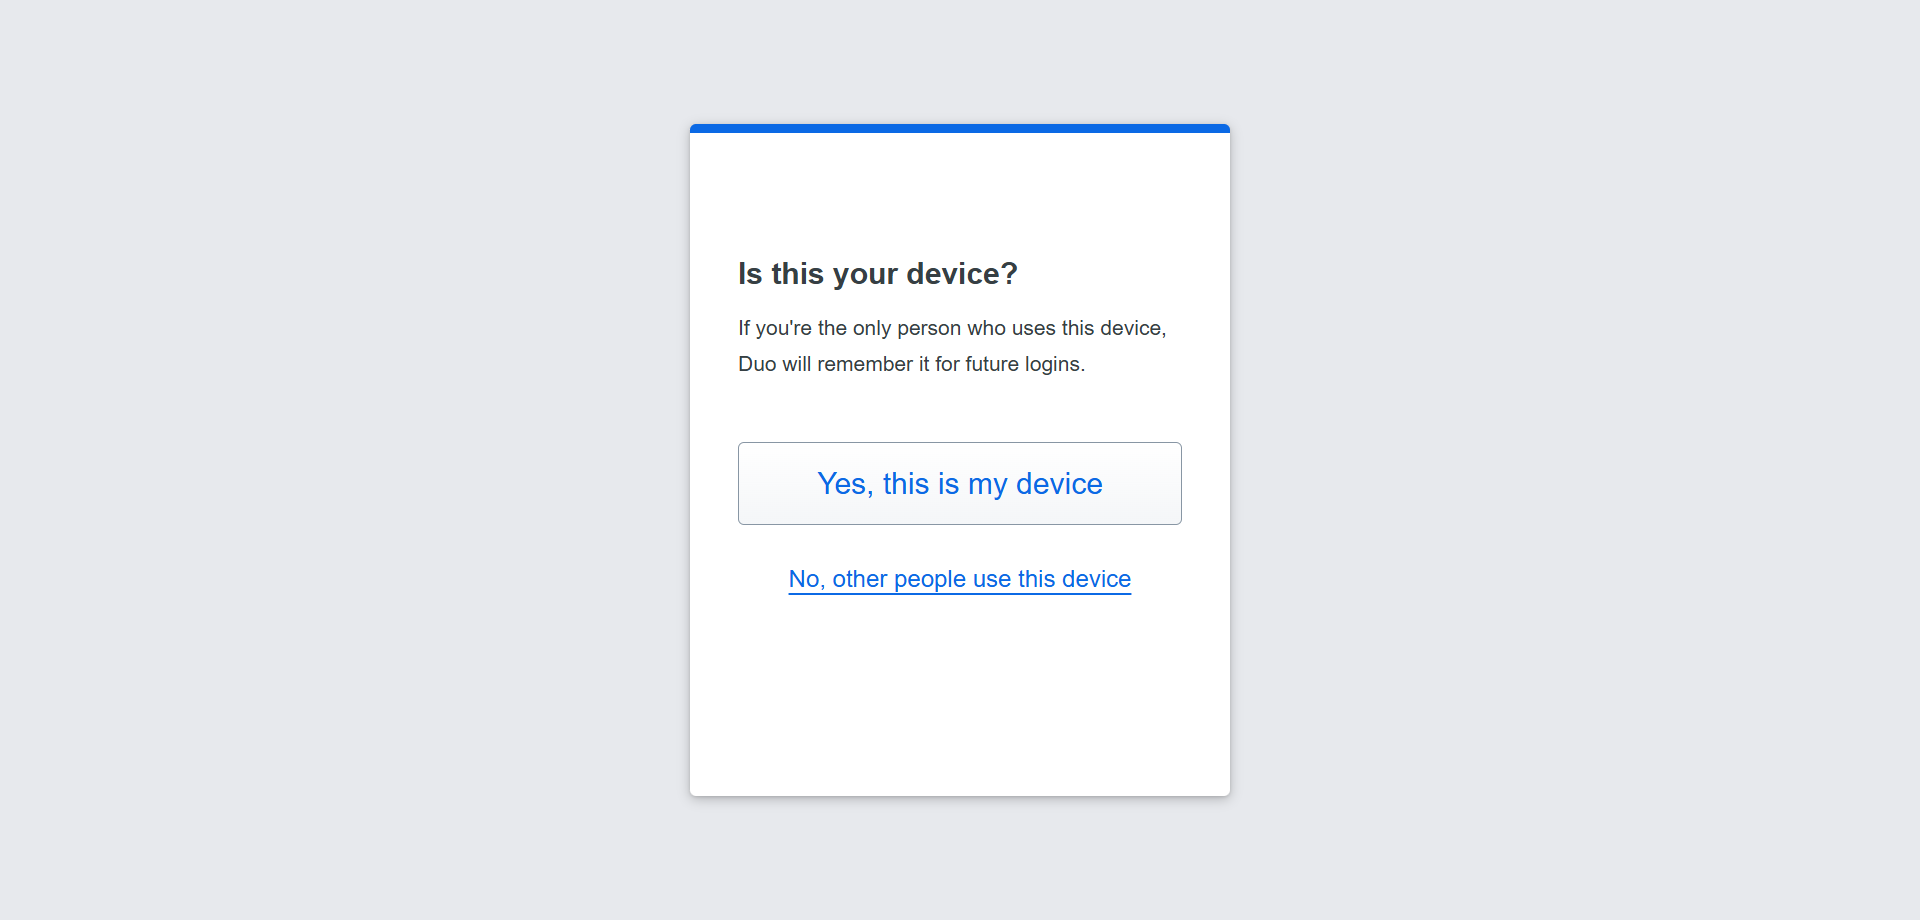 Is this your device?
If you're the only person who uses this device,
Duo will remember it for future logins.
Yes, this is my device
No, other people use this device